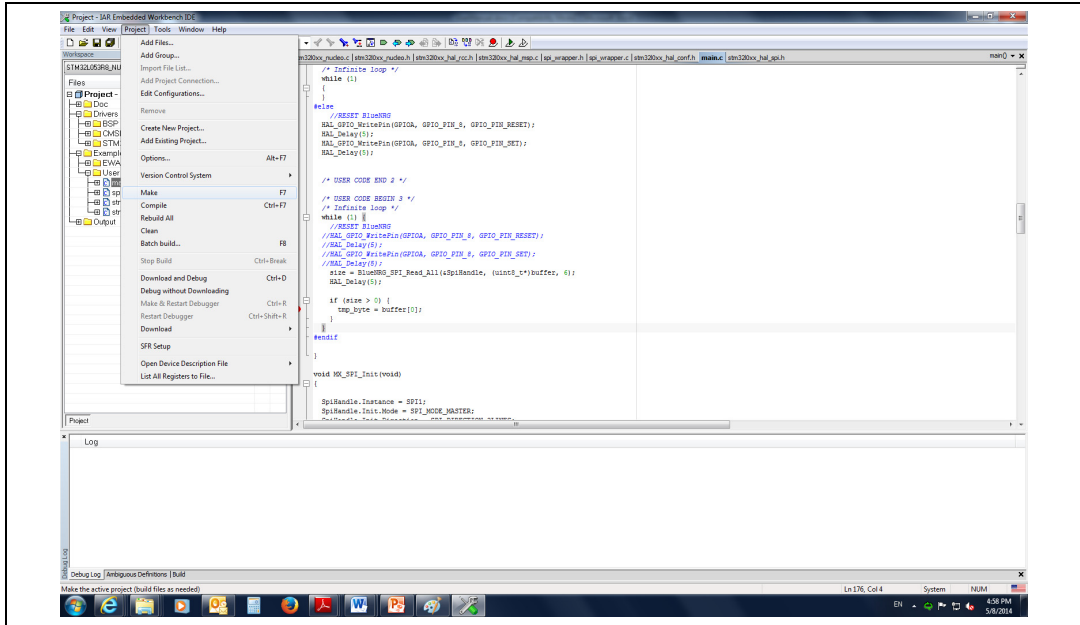 Project - IAR Embedded Workbench IDE
File Edit View Project Tools Window Help
Workspace
STM32L053R8_NU
Files
Project -
Doc
Drivers
BSP
CMSI
STM
Example
EWA
User
sp
str
str
Output
Project
Add Files...
Add Group...
Import File List...
Add Project Connection...
Edit Configurations...
Remove
Create New Project...
Add Existing Project...
Options... Alt+F7
Version Control System
Make F7
Compile Ctrl+F7
Rebuild All
Clean
Batch build... F8
Stop Build Ctrl+Break
Download and Debug Ctrl+D
Debug without Downloading
Make & Restart Debugger Ctrl+R
Restart Debugger Ctrl+Shift+R
Download
SFR Setup
Open Device Description File
List All Registers to File...
m32l0xx_nucleo.c | stm32l0xx_nucleo.h | stm32l0xx_hal_rcc.h | stm32l0xx_hal_msp.c | spi_wrapper.h | spi_wrapper.c | stm32l0xx_hal_conf.h main.c stm32l0xx_hal_spi.h main()
/* Infinite loop */
while (1)
{
}
#else
//RESET BlueNRG
HAL_GPIO_WritePin(GPIOA, GPIO_PIN_8, GPIO_PIN_RESET);
HAL_Delay(5);
HAL_GPIO_WritePin(GPIOA, GPIO_PIN_8, GPIO_PIN_SET);
HAL_Delay(5);
/* USER CODE END 2 */
/* USER CODE BEGIN 3 */
/* Infinite loop */
while (1) {
//RESET BlueNRG
//HAL_GPIO_WritePin(GPIOA, GPIO_PIN_8, GPIO_PIN_RESET);
//HAL_Delay(5);
//HAL_GPIO_WritePin(GPIOA, GPIO_PIN_8, GPIO_PIN_SET);
//HAL_Delay(5);
size = BlueNRG_SPI_Read_All(&SpiHandle, (uint8_t*)buffer, 6);
HAL_Delay(5);
if (size > 0) {
tmp_byte = buffer[0];
}
}
#endif
}
void MX_SPI_Init(void)
{
SpiHandle.Instance = SPI1;
SpiHandle.Init.Mode = SPI_MODE_MASTER;
Log
Debug Log
Debug Log | Ambiguous Definitions | Build
Make the active project (build files as needed)
Ln 176, Col 4 System NUM
EN
4:58 PM
5/8/2014